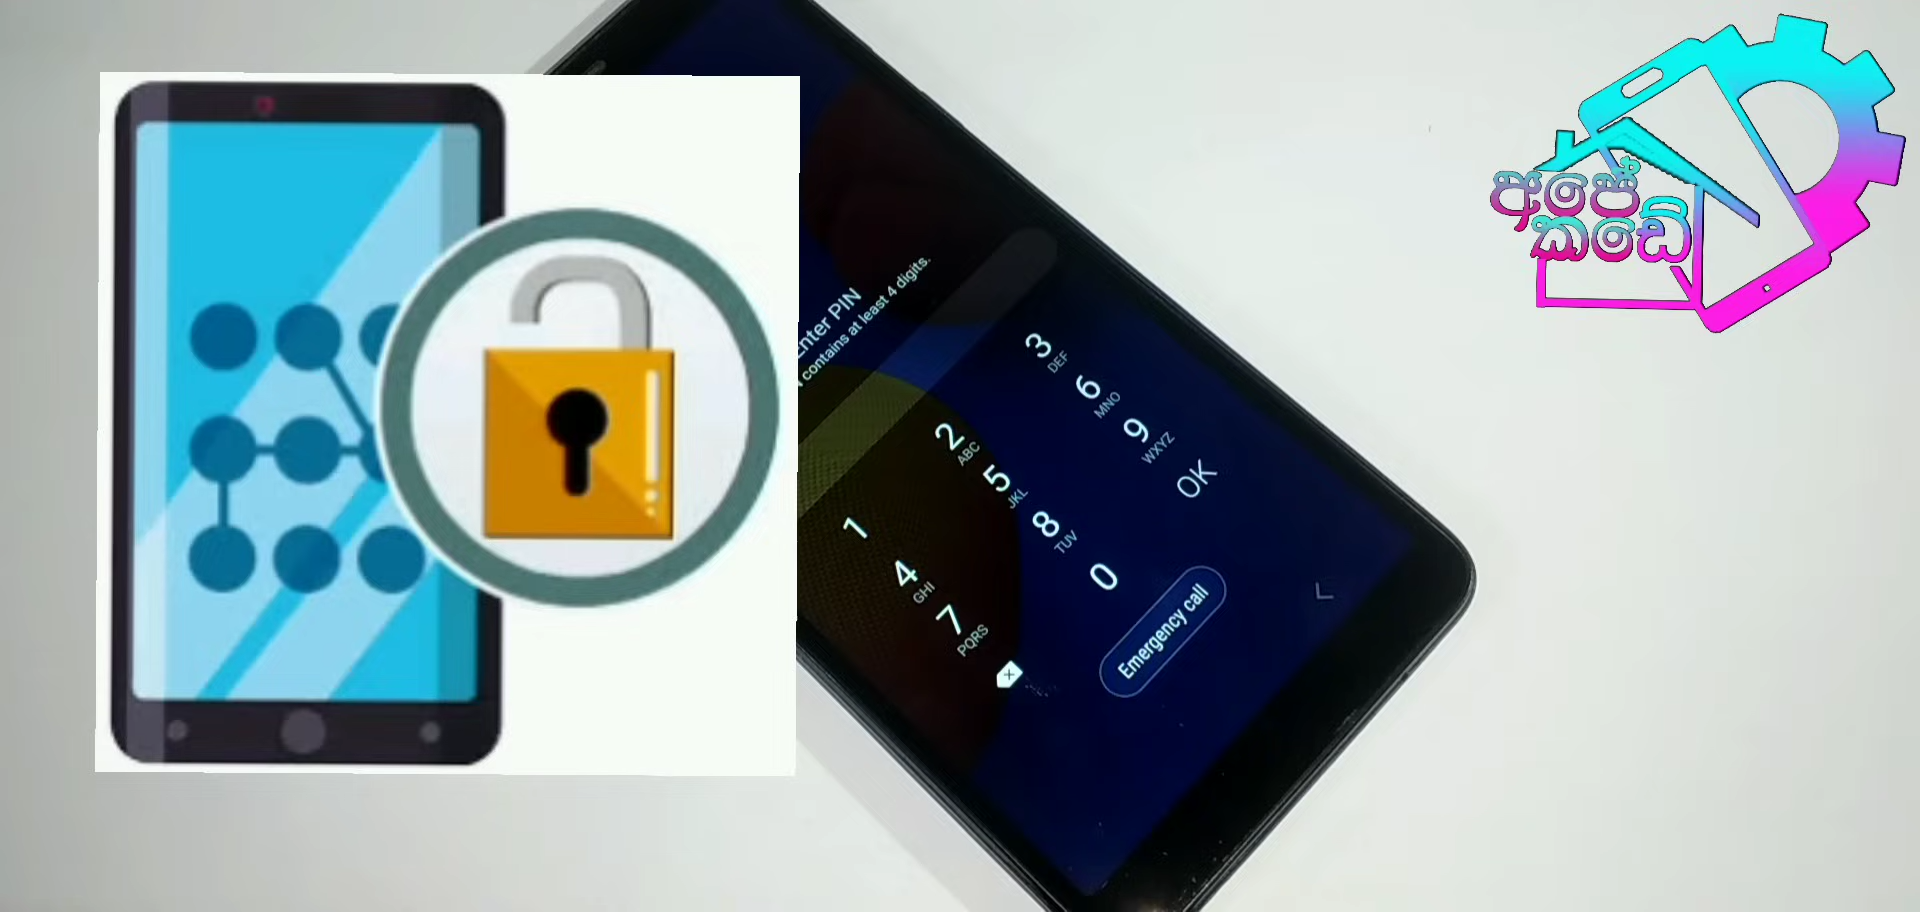 අපේ
කඩේ
Enter PIN
contains at least 4 digits.
1
2 ABC
3 DEF
4 GHI
5 JKL
6 MNO
7 PQRS
8 TUV
9 WXYZ
0
OK
Emergency call